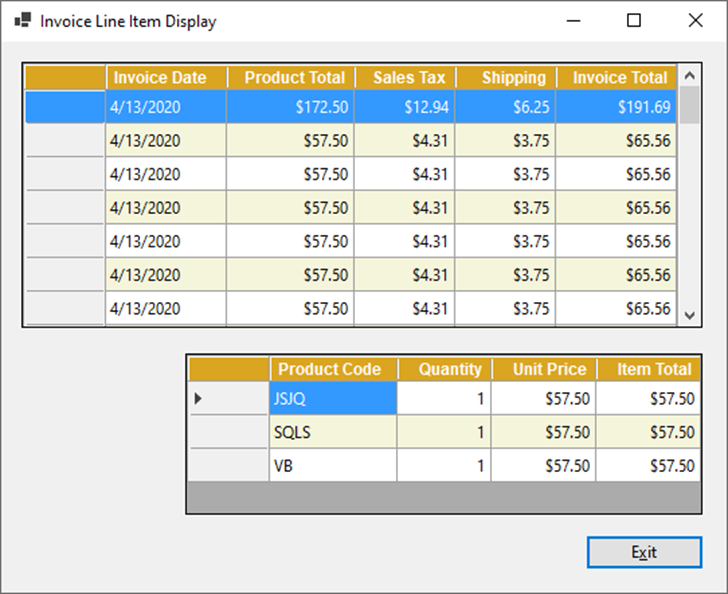 Invoice Line Item Display
Invoice Date Product Total Sales Tax Shipping Invoice Total
4/13/2020 $172.50 $12.94 $6.25 $191.69
4/13/2020 $57.50 $4.31 $3.75 $65.56
4/13/2020 $57.50 $4.31 $3.75 $65.56
4/13/2020 $57.50 $4.31 $3.75 $65.56
4/13/2020 $57.50 $4.31 $3.75 $65.56
4/13/2020 $57.50 $4.31 $3.75 $65.56
4/13/2020 $57.50 $4.31 $3.75 $65.56
Product Code Quantity Unit Price Item Total
JSJQ 1 $57.50 $57.50
SQLS 1 $57.50 $57.50
VB 1 $57.50 $57.50
Exit